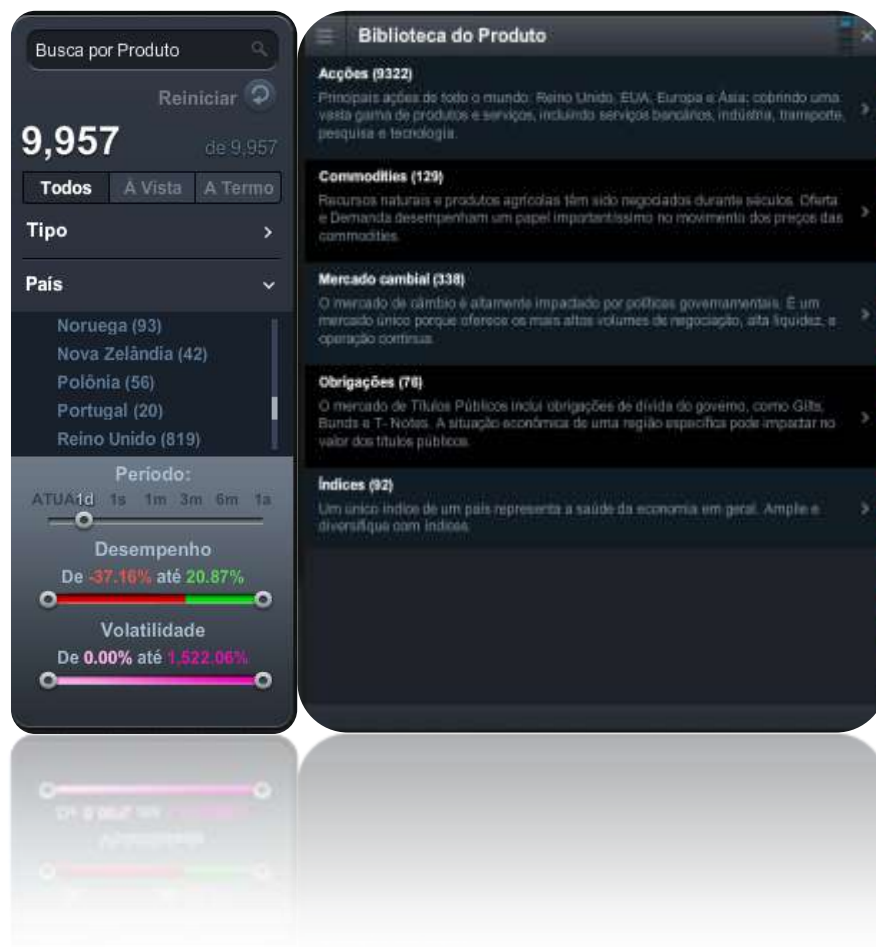 Busca por Produto
Reiniciar
9,957
de 9,957
Todos
À Vista
A Termo
Tipo
País
Noruega (93)
Nova Zelândia (42)
Polônia (56)
Portugal (20)
Reino Unido (819)
Período:
1d 1s 1m 3m 6m 1a
Desempenho
De -37.16% até 20.87%
Volatilidade
De 0.00% até 1,522.06%
Biblioteca do Produto
Acções (9322)
Principais ações de todo o mundo: Reino Unido, EUA, Europa e Ásia; cobrindo uma
vasta gama de produtos e serviços, incluindo serviços bancários, indústria, transporte,
pesquisa e tecnologia.
Commodities (129)
Recursos naturais e produtos agrícolas têm sido negociados durante séculos. Oferta
e Demanda desempenham um papel importantíssimo no movimento dos preços das
commodities.
Mercado cambial (338)
O mercado de câmbio é altamente impactado por políticas governamentais. É um
mercado único porque oferece os mais altos volumes de negociação, alta liquidez, e
operação contínua.
Obrigações (76)
O mercado de Títulos Públicos inclui obrigações de dívida do governo, como Gilts,
Bunds e T- Notes. A situação econômica de uma região específica pode impactar no
valor dos títulos públicos.
Índices (92)
Um único índice de um país representa a saúde da economia em geral. Amplie e
diversifique com índices.